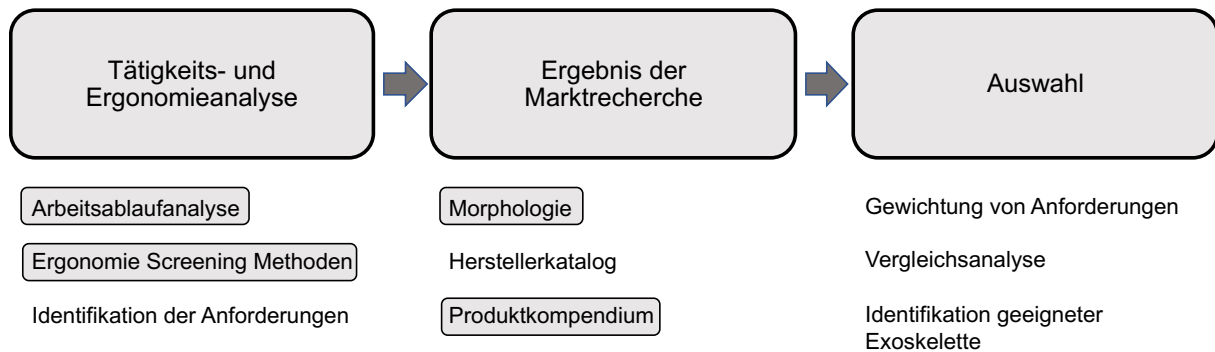 Tätigkeits- und
Ergonomieanalyse
Ergebnis der
Marktrecherche
Auswahl
Arbeitsablaufanalyse
Ergonomie Screening Methoden
Identifikation der Anforderungen
Morphologie
Herstellerkatalog
Produktkompendium
Gewichtung von Anforderungen
Vergleichsanalyse
Identifikation geeigneter
Exoskelette